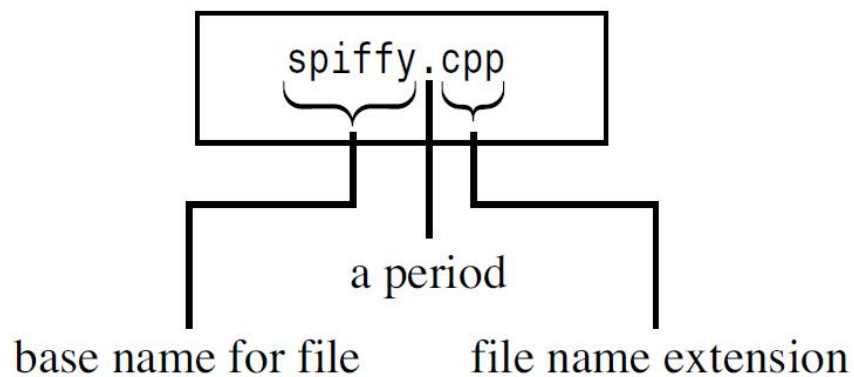 spiffy.cpp
a period
base name for file
file name extension